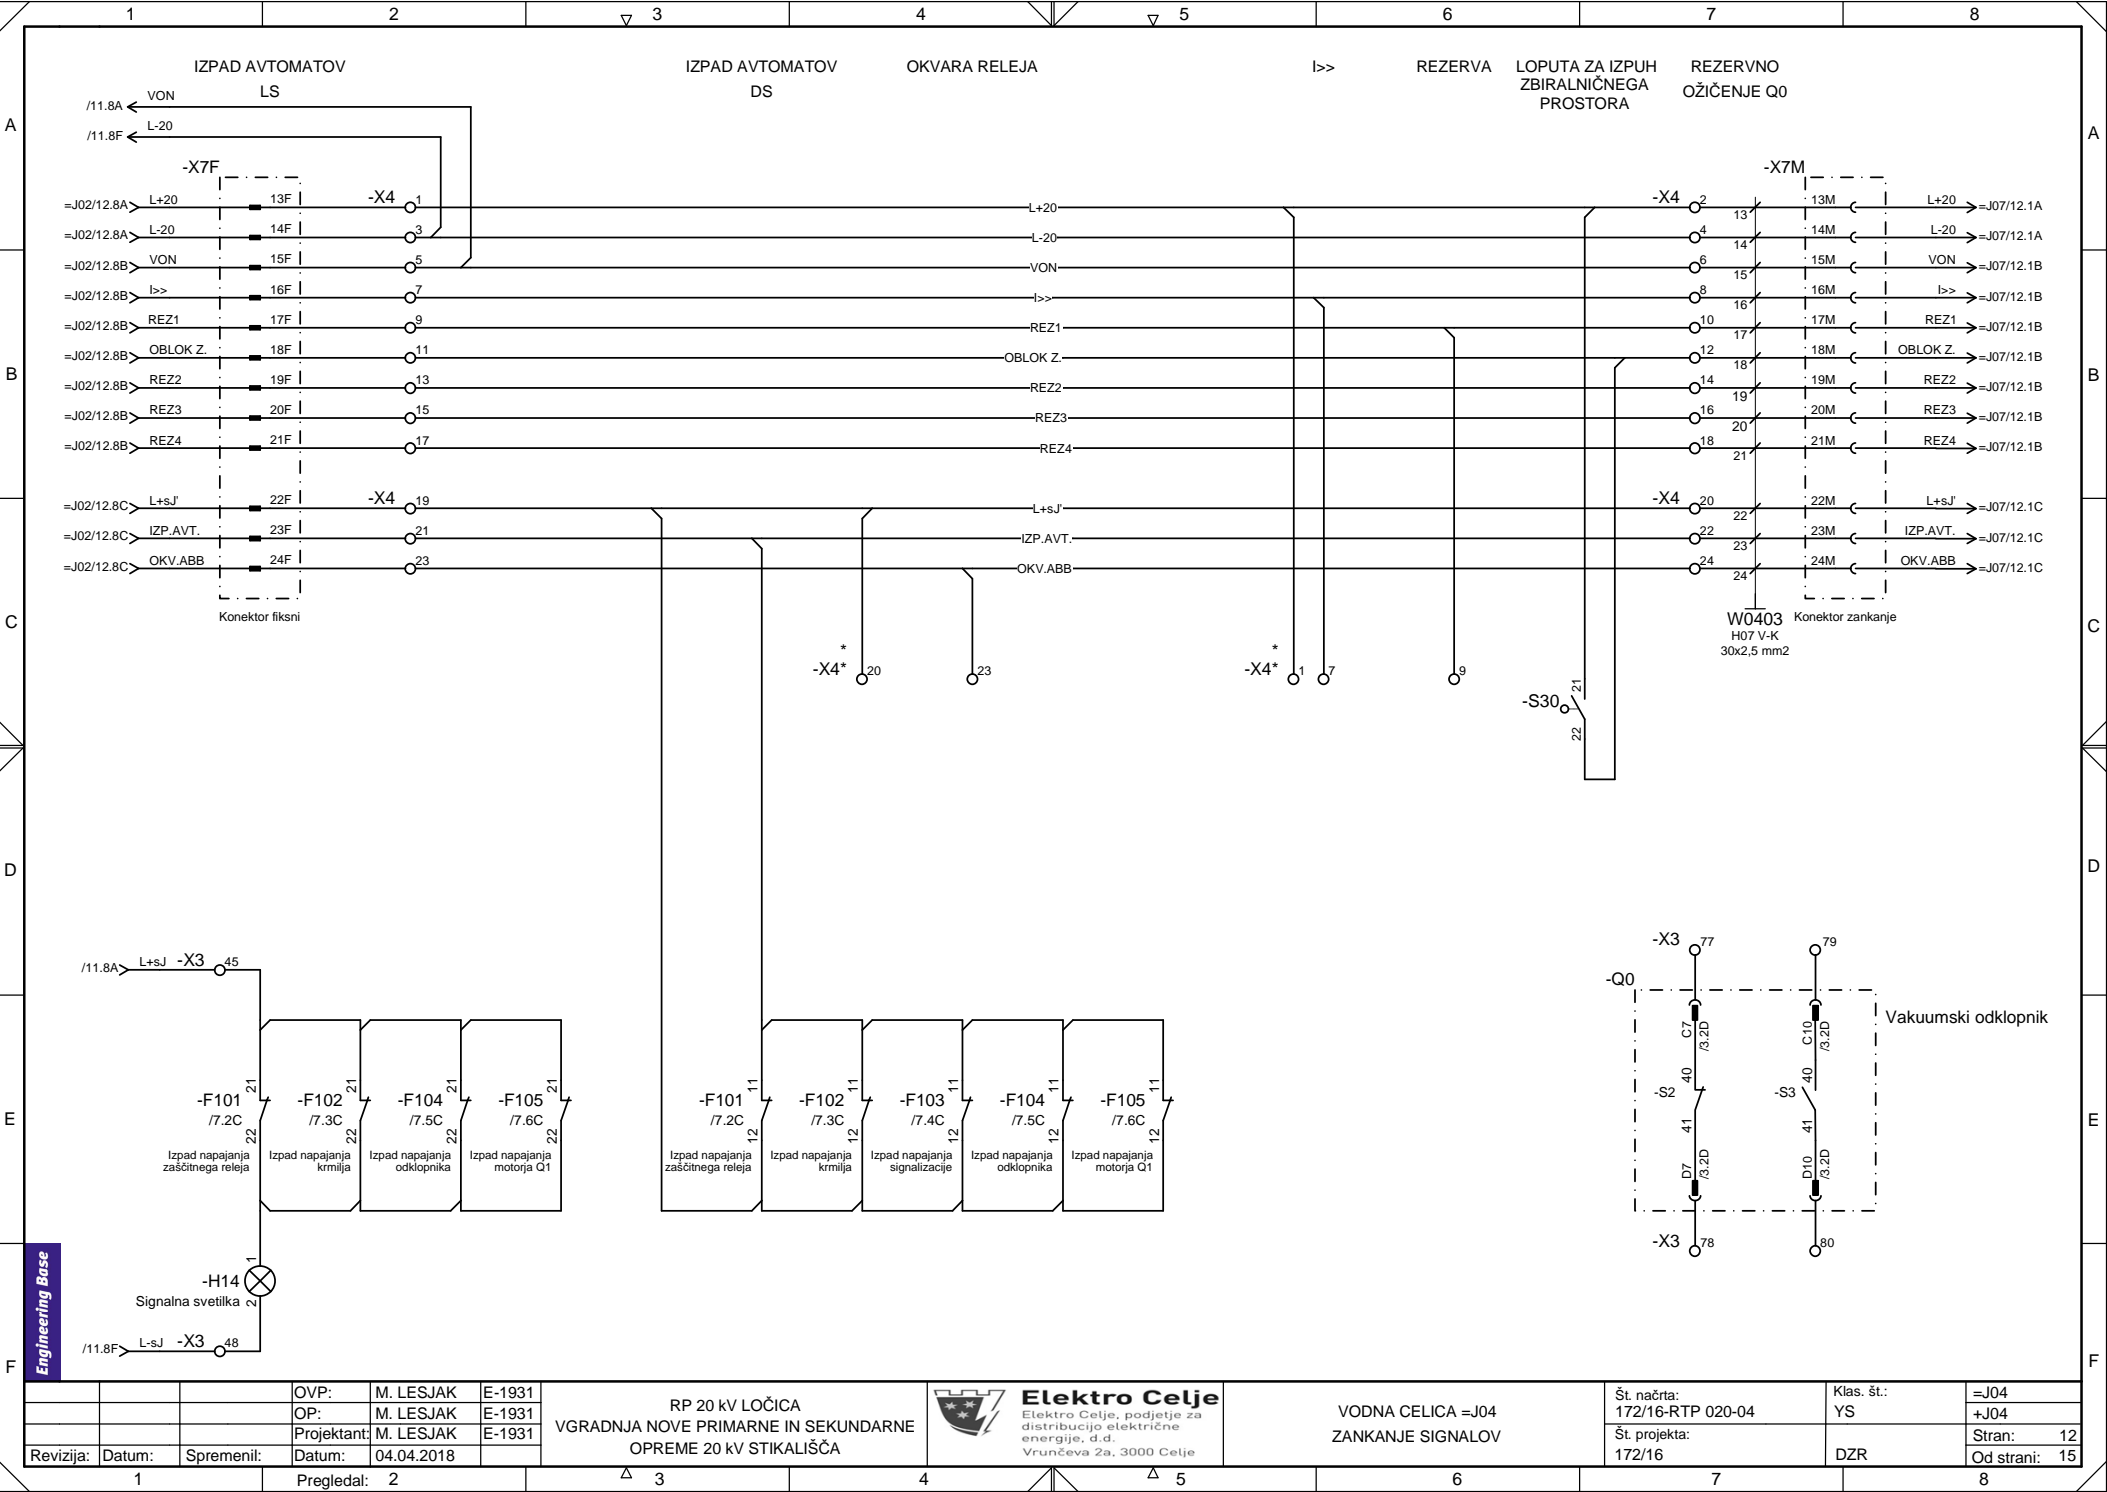 1 2 3 4 5 6 7 8
IZPAD AVTOMATOV
LS
IZPAD AVTOMATOV
DS
OKVARA RELEJA
I>>
REZERVA
LOPUTA ZA IZPUH
ZBIRALNIČNEGA
PROSTORA
REZERVNO
OŽIČENJE Q0
/11.8A VON
/11.8F L-20
A A
-X7F
-X7M
=J02/12.8A L+20 13F -X4 1 L+20 -X4 2 13 13M L+20 =J07/12.1A
=J02/12.8A L-20 14F 3 L-20 4 14 14M L-20 =J07/12.1A
=J02/12.8B VON 15F 5 VON 6 15 15M VON =J07/12.1B
=J02/12.8B I>> 16F 7 I>> 8 16 16M I>> =J07/12.1B
=J02/12.8B REZ1 17F 9 REZ1 10 17 17M REZ1 =J07/12.1B
=J02/12.8B OBLOK Z. 18F 11 OBLOK Z. 12 18 18M OBLOK Z. =J07/12.1B
B B
=J02/12.8B REZ2 19F 13 REZ2 14 19 19M REZ2 =J07/12.1B
=J02/12.8B REZ3 20F 15 REZ3 16 20 20M REZ3 =J07/12.1B
=J02/12.8B REZ4 21F 17 REZ4 18 21 21M REZ4 =J07/12.1B
=J02/12.8C L+sJ' 22F -X4 19 L+sJ' -X4 20 22 22M L+sJ' =J07/12.1C
=J02/12.8C IZP.AVT. 23F 21 IZP.AVT. 22 23 23M IZP.AVT. =J07/12.1C
=J02/12.8C OKV.ABB 24F 23 OKV.ABB 24 24 24M OKV.ABB =J07/12.1C
Konektor fiksni
Konektor zankanje
W0403
H07 V-K
30x2,5 mm2
C C
*
-X4* 20 23
*
-X4* 1 7 9
-S30 21 22
D D
/11.8A L+sJ -X3 45
-X3 77 79
-Q0
Vakuumski odklopnik
C7 /3.2D C10 /3.2D
-S2 40 41
-S3 40 41
D7 /3.2D D10 /3.2D
-X3 78 80
E E
-F101 /7.2C 21 22
Izpad napajanja
zaščitnega releja
-F102 /7.3C 21 22
Izpad napajanja
krmilja
-F104 /7.5C 21 22
Izpad napajanja
odklopnika
-F105 /7.6C 21 22
Izpad napajanja
motorja Q1
-F101 /7.2C 11 12
Izpad napajanja
zaščitnega releja
-F102 /7.3C 11 12
Izpad napajanja
krmilja
-F103 /7.4C 11 12
Izpad napajanja
signalizacije
-F104 /7.5C 11 12
Izpad napajanja
odklopnika
-F105 /7.6C 11 12
Izpad napajanja
motorja Q1
-H14 1 2
Signalna svetilka
/11.8F L-sJ -X3 48
F F
Engineering Base
OVP: M. LESJAK E-1931
OP: M. LESJAK E-1931
Projektant: M. LESJAK E-1931
Revizija: Datum: Spremenil: Datum: 04.04.2018
Pregledal:
RP 20 kV LOČICA
VGRADNJA NOVE PRIMARNE IN SEKUNDARNE
OPREME 20 kV STIKALIŠČA
Elektro Celje
Elektro Celje, podjetje za
distribucijo električne
energije, d.d.
Vrunčeva 2a, 3000 Celje
VODNA CELICA =J04
ZANKANJE SIGNALOV
Št. načrta:
172/16-RTP 020-04
Št. projekta:
172/16
Klas. št.:
YS
DZR
=J04
+J04
Stran: 12
Od strani: 15
1 2 3 4 5 6 7 8